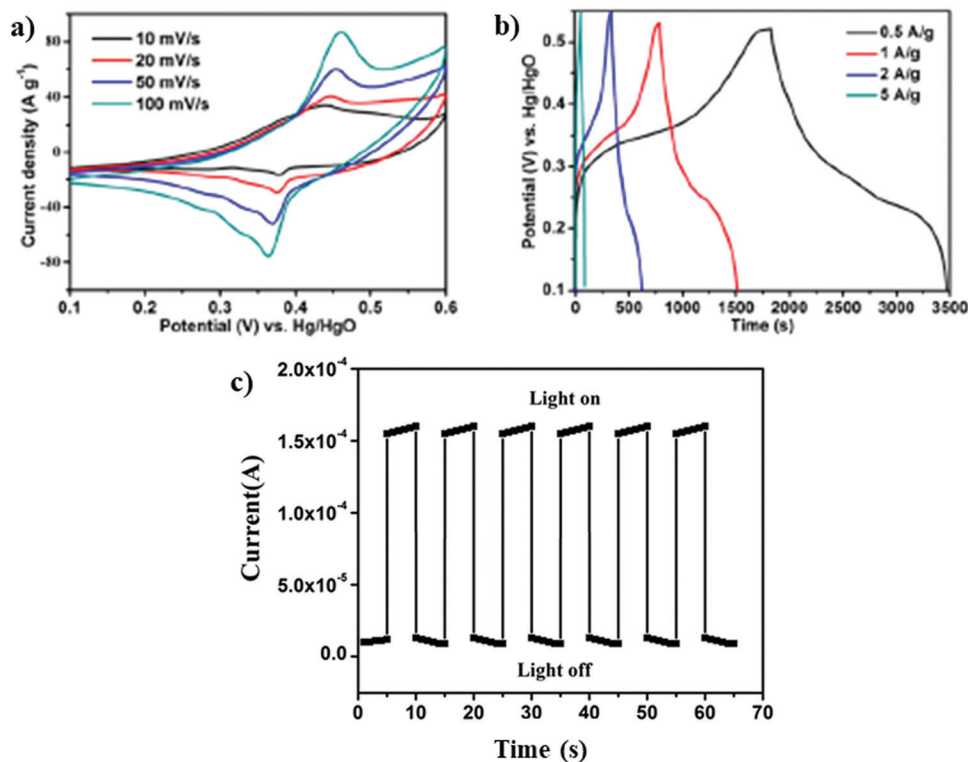 a)
10 mV/s
20 mV/s
50 mV/s
100 mV/s
Current density (A g⁻¹)
80
40
0
-40
-80
0.1 0.2 0.3 0.4 0.5 0.6
Potential (V) vs. Hg/HgO
b)
0.5 A/g
1 A/g
2 A/g
5 A/g
Potential (V) vs. Hg/HgO
0.5
0.4
0.3
0.2
0.1
0 500 1000 1500 2000 2500 3000 3500
Time (s)
c)
Light on
Light off
Current(A)
2.0x10⁻⁴
1.5x10⁻⁴
1.0x10⁻⁴
5.0x10⁻⁵
0.0
0 10 20 30 40 50 60 70
Time (s)